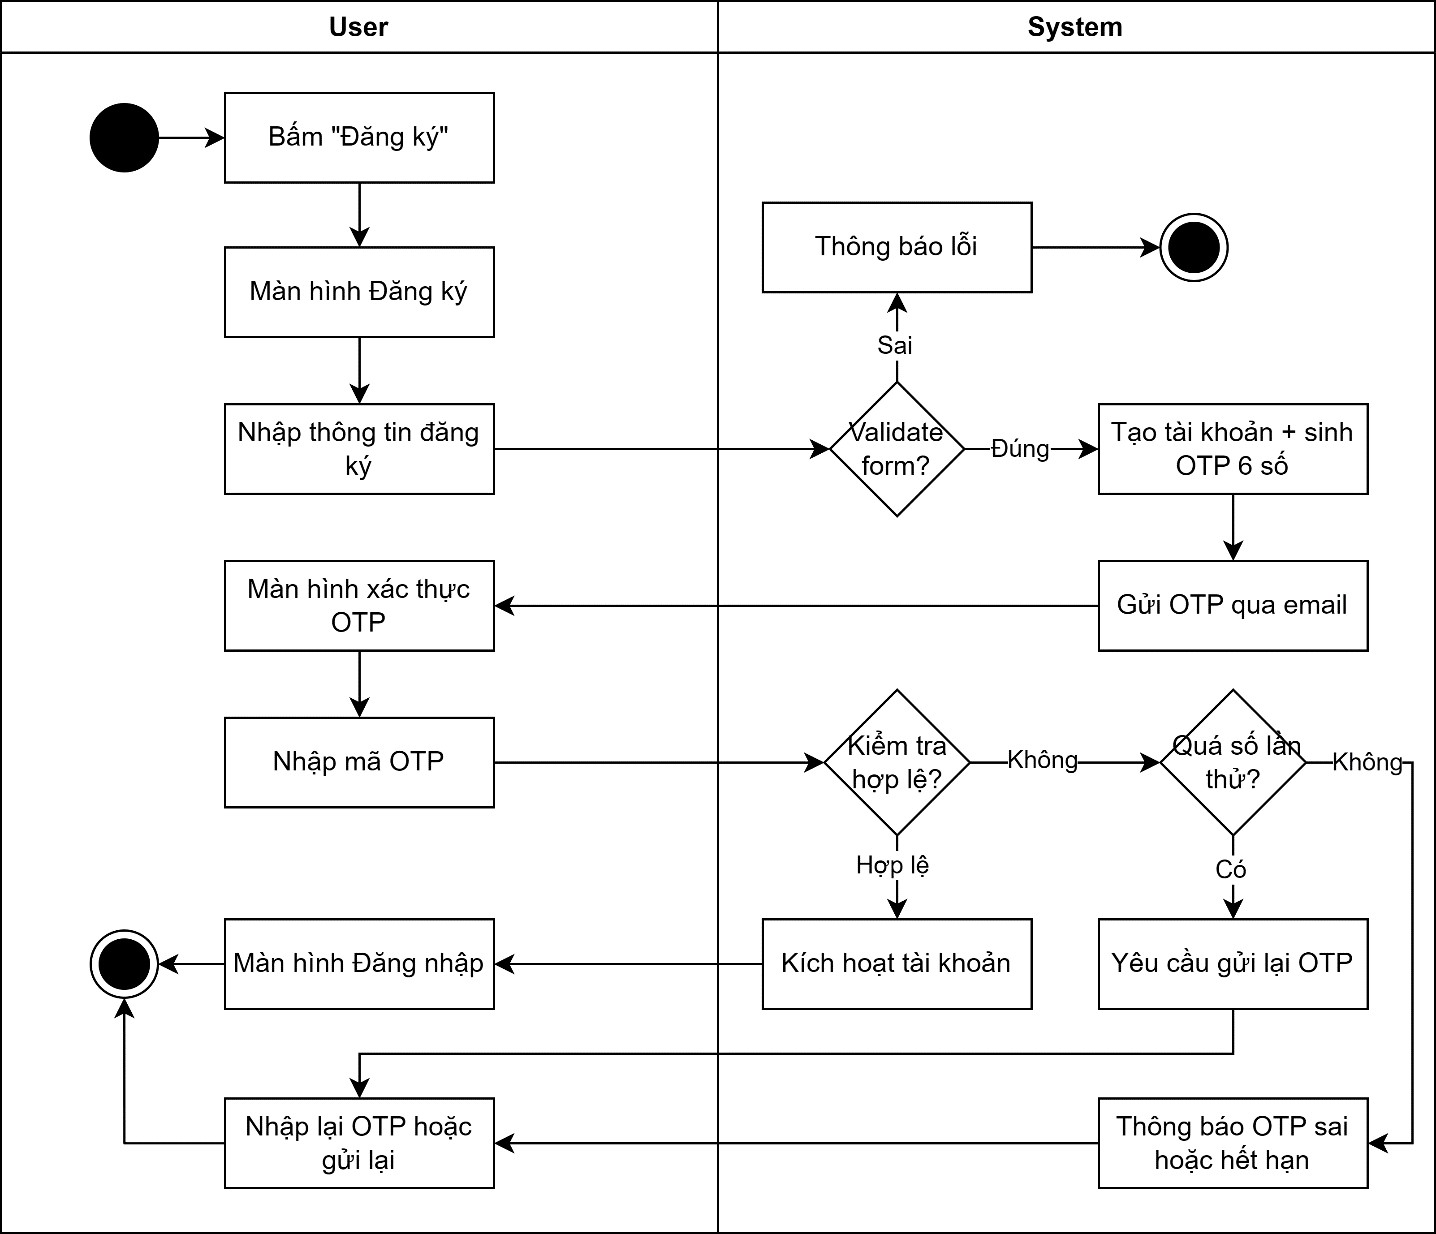 User
System
Bấm "Đăng ký"
Màn hình Đăng ký
Thông báo lỗi
Sai
Nhập thông tin đăng
ký
Validate
form?
Đúng
Tạo tài khoản + sinh
OTP 6 số
Màn hình xác thực
OTP
Gửi OTP qua email
Nhập mã OTP
Kiểm tra
hợp lệ?
Không
Quá số lần
thử?
Không
Hợp lệ
Có
Màn hình Đăng nhập
Kích hoạt tài khoản
Yêu cầu gửi lại OTP
Nhập lại OTP hoặc
gửi lại
Thông báo OTP sai
hoặc hết hạn